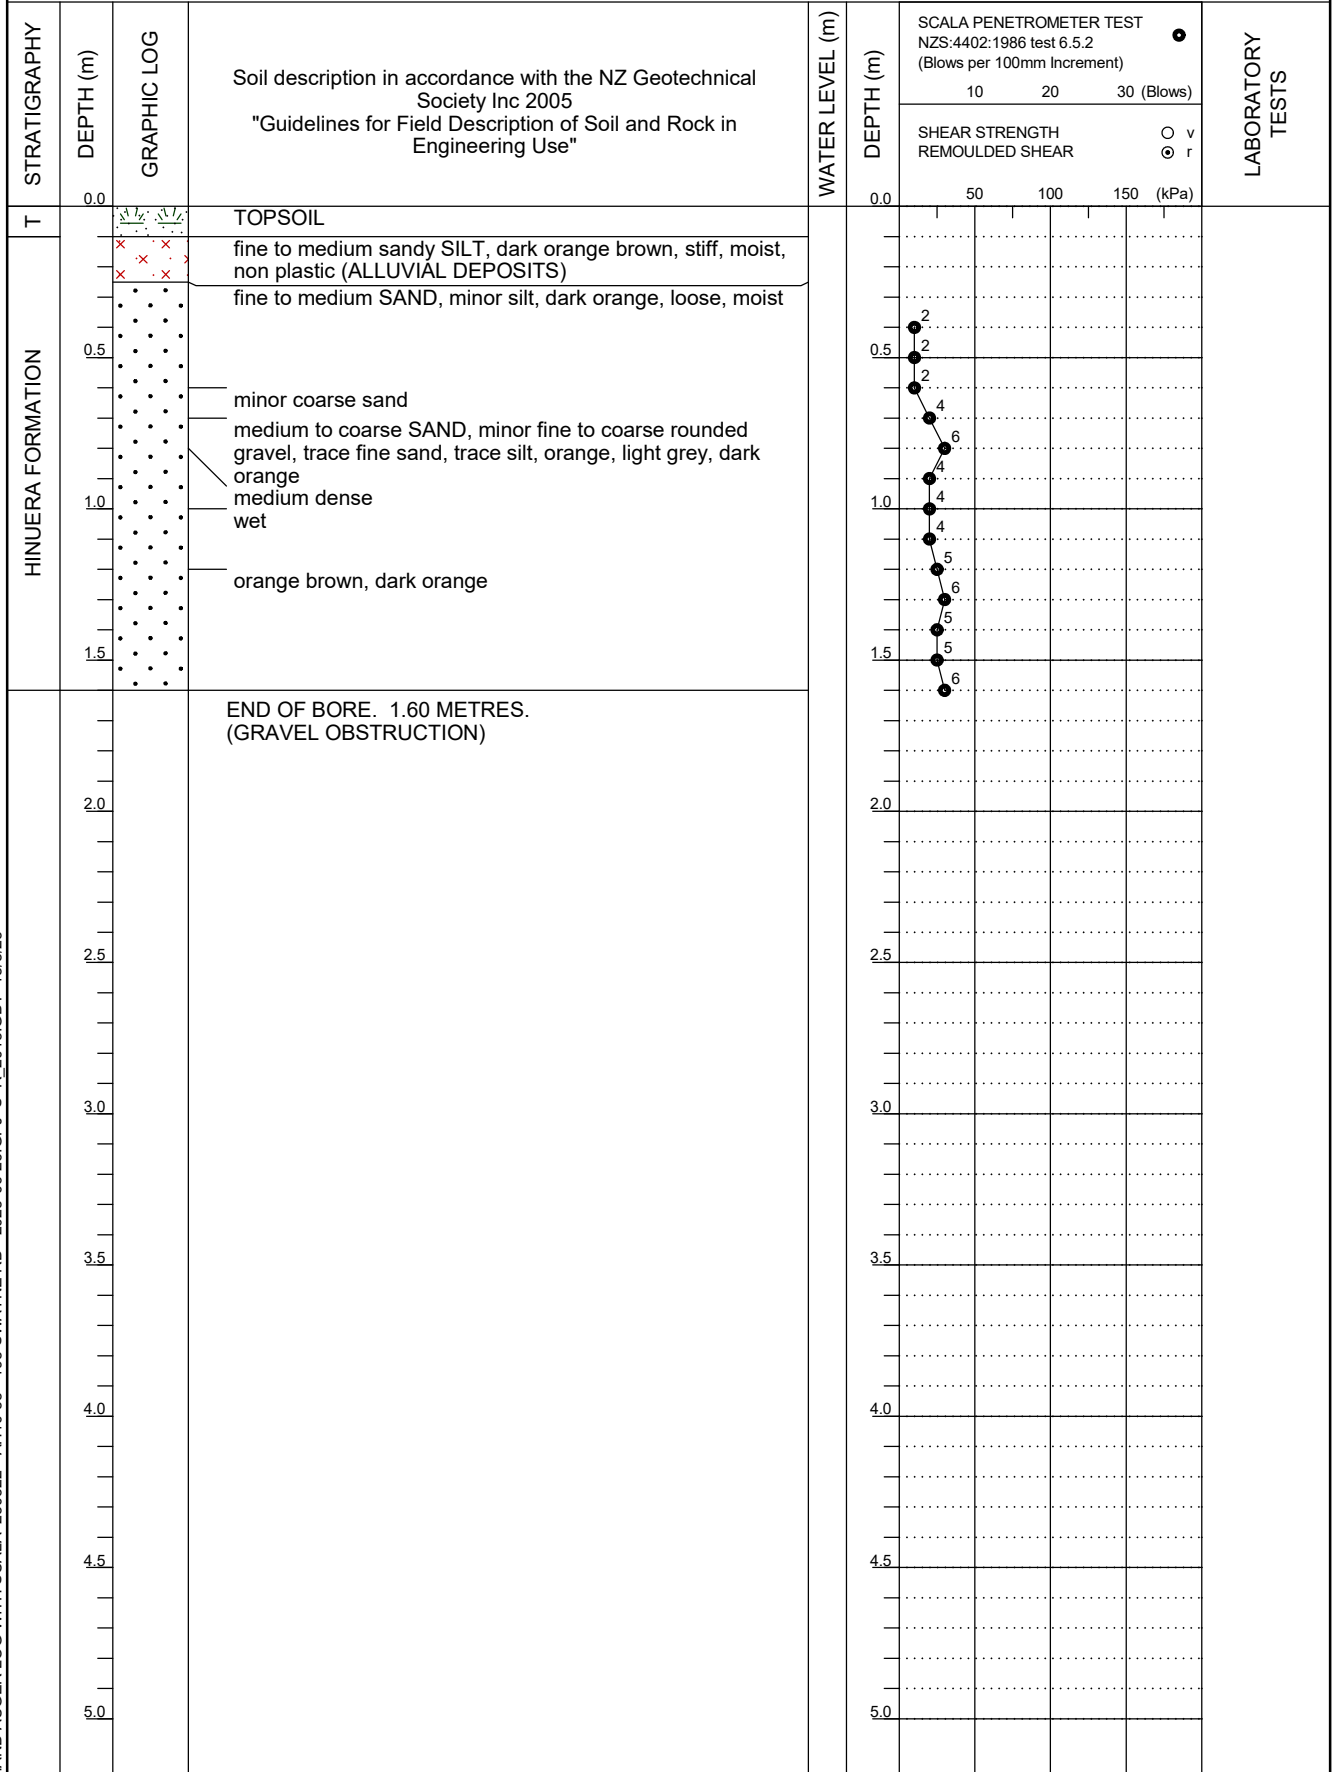 STRATIGRAPHY
DEPTH (m)
GRAPHIC LOG
Soil description in accordance with the NZ Geotechnical
Society Inc 2005
"Guidelines for Field Description of Soil and Rock in
Engineering Use"
WATER LEVEL (m)
DEPTH (m)
SCALA PENETROMETER TEST
NZS:4402:1986 test 6.5.2
(Blows per 100mm Increment)
10 20 30 (Blows)
SHEAR STRENGTH v
REMOULDED SHEAR r
50 100 150 (kPa)
LABORATORY
TESTS
0.0 0.0
T
TOPSOIL
fine to medium sandy SILT, dark orange brown, stiff, moist,
non plastic (ALLUVIAL DEPOSITS)
fine to medium SAND, minor silt, dark orange, loose, moist
HINUERA FORMATION
2
0.5 0.5
2
2
minor coarse sand
4
medium to coarse SAND, minor fine to coarse rounded
gravel, trace fine sand, trace silt, orange, light grey, dark
orange
6
4
medium dense
1.0 1.0
4
wet
4
5
orange brown, dark orange
6
5
1.5 1.5
5
6
END OF BORE. 1.60 METRES.
(GRAVEL OBSTRUCTION)
2.0 2.0
2.5 2.5
3.0 3.0
3.5 3.5
4.0 4.0
4.5 4.5
5.0 5.0